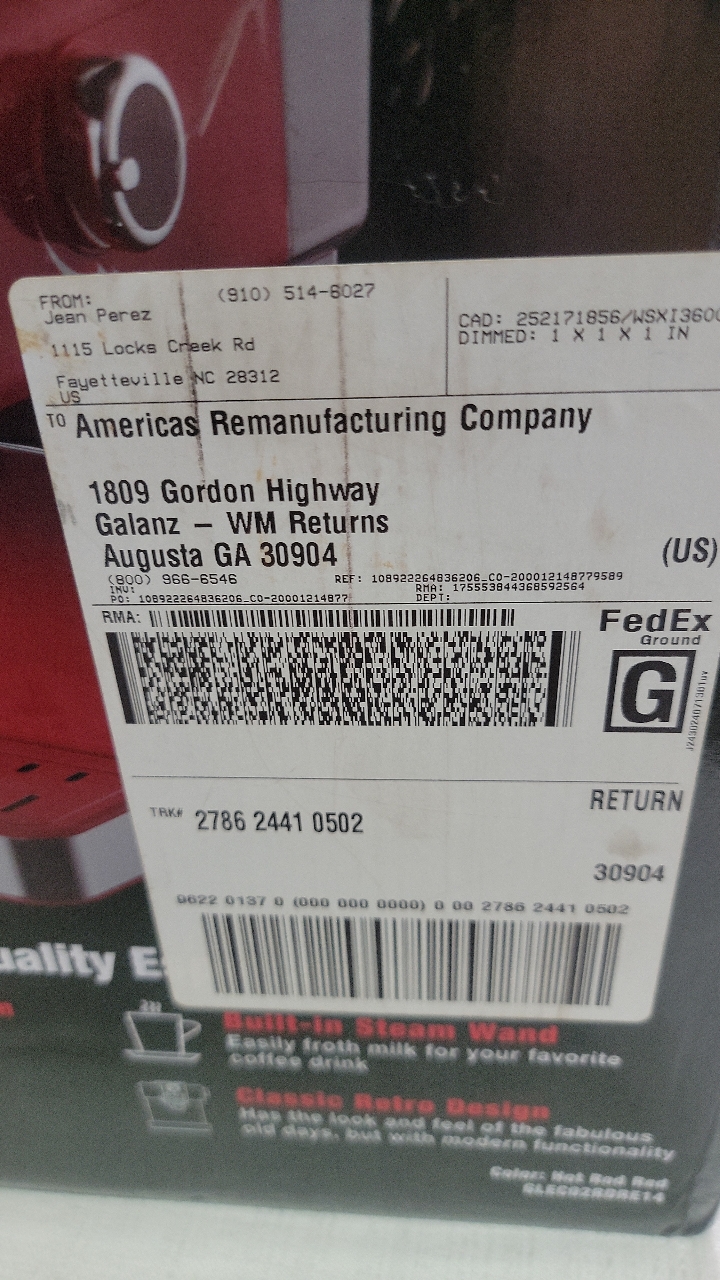 FROM:
(910) 514-6027
Jean Perez
1115 Locks Creek Rd
Fayetteville NC 28312
US
CAD: 252171856/WSXI3600
DIMMED: 1 X 1 X 1 IN
TO Americas Remanufacturing Company
1809 Gordon Highway
Galanz – WM Returns
Augusta GA 30904
(US)
(800) 966-6546
REF: 108922264836206_CO-200012148779589
INV:
RMA: 175553844368592564
PO: 108922264836206_CO-20001214877
DEPT:
RMA:
FedEx
Ground
G
TRK# 2786 2441 0502
RETURN
30904
9622 0137 0 (000 000 0000) 0 00 2786 2441 0502
uality E
Built-in Steam Wand
Easily froth milk for your favorite
coffee drink
Classic Retro Design
Has the look and feel of the fabulous
old days, but with modern functionality
Color: Hot Rod Red